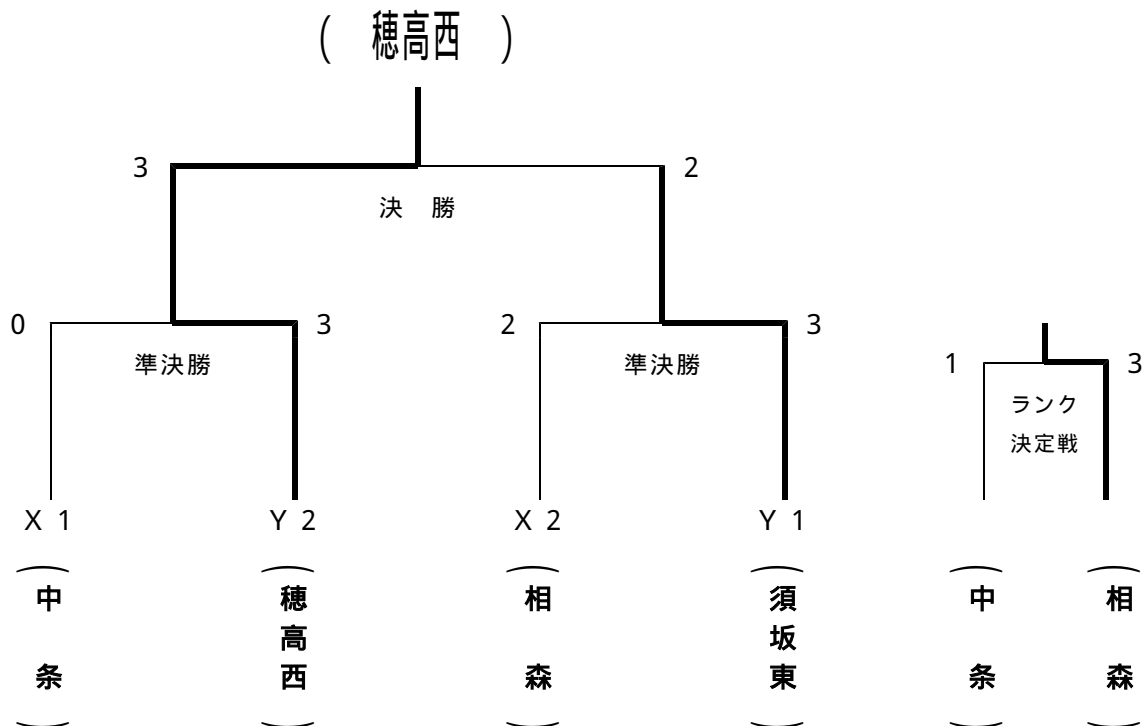 ( 穂高西 )
3 2
決 勝
0 3 2 3
準決勝 準決勝
1 3
ランク
決定戦
X 1 Y 2 X 2 Y 1
(中条)
(穂高西)
(相森)
(須坂東)
(中条)
(相森)